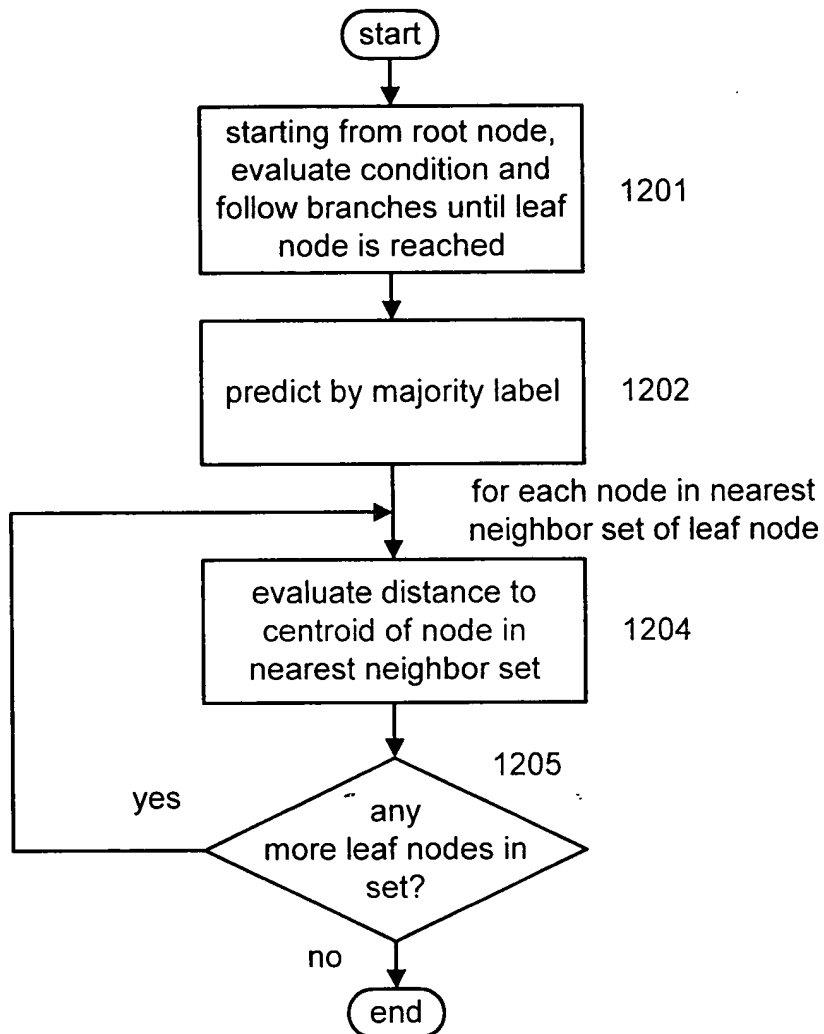 start
starting from root node,
evaluate condition and
follow branches until leaf
node is reached
1201
predict by majority label
1202
for each node in nearest
neighbor set of leaf node
evaluate distance to
centroid of node in
nearest neighbor set
1204
1205
yes
any
more leaf nodes in
set?
no
end